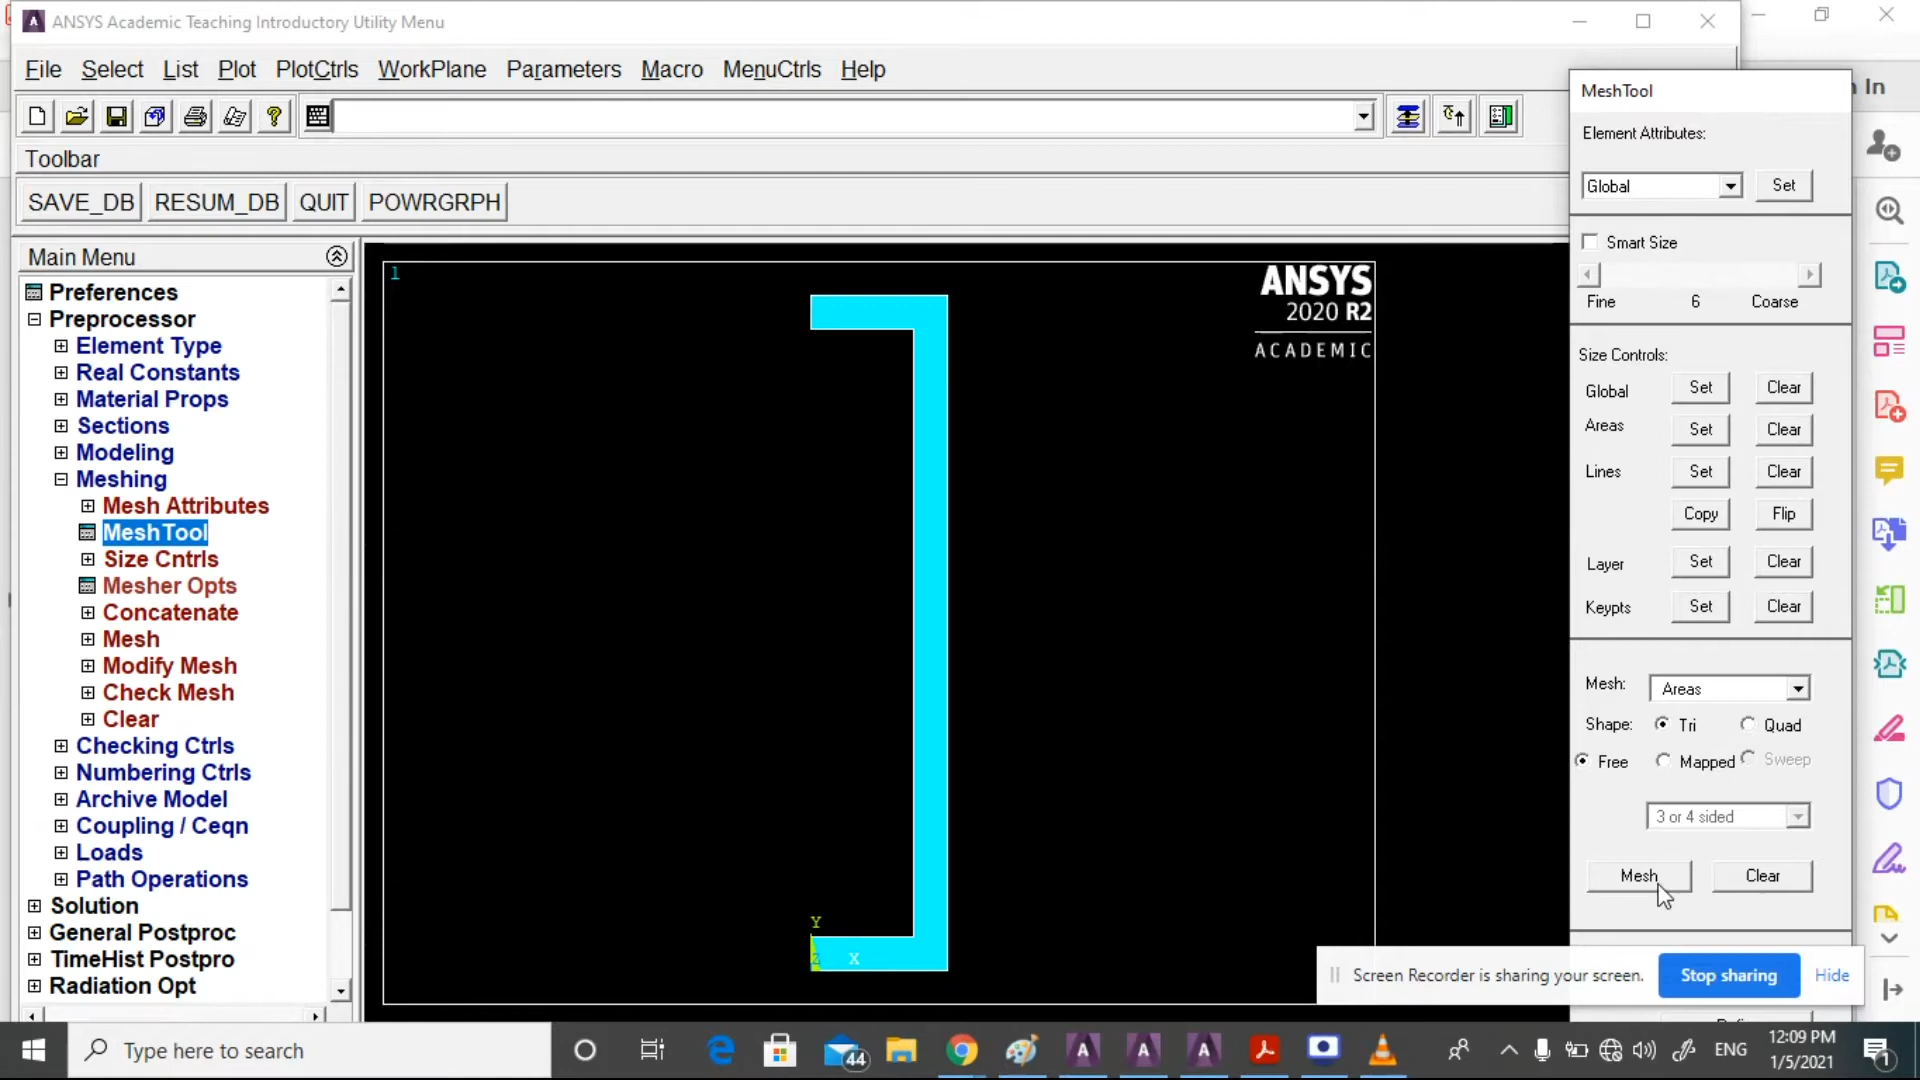 ANSYS Academic Teaching Introductory Utility Menu
File Select List Plot PlotCtrls WorkPlane Parameters Macro MenuCtrls Help
Toolbar
SAVE_DB RESUM_DB QUIT POWRGRPH
Main Menu
Preferences
Preprocessor
Element Type
Real Constants
Material Props
Sections
Modeling
Meshing
Mesh Attributes
MeshTool
Size Cntrls
Mesher Opts
Concatenate
Mesh
Modify Mesh
Check Mesh
Clear
Checking Ctrls
Numbering Ctrls
Archive Model
Coupling / Ceqn
Loads
Path Operations
Solution
General Postproc
TimeHist Postpro
Radiation Opt
1
ANSYS
2020 R2
ACADEMIC
Y
Z X
MeshTool
In
Element Attributes:
Global Set
Smart Size
Fine 6 Coarse
Size Controls:
Global Set Clear
Areas Set Clear
Lines Set Clear
Copy Flip
Layer Set Clear
Keypts Set Clear
Mesh: Areas
Shape: Tri Quad
Free Mapped Sweep
3 or 4 sided
Mesh Clear
Screen Recorder is sharing your screen. Stop sharing Hide
Type here to search
44
ENG
12:09 PM
1/5/2021
1